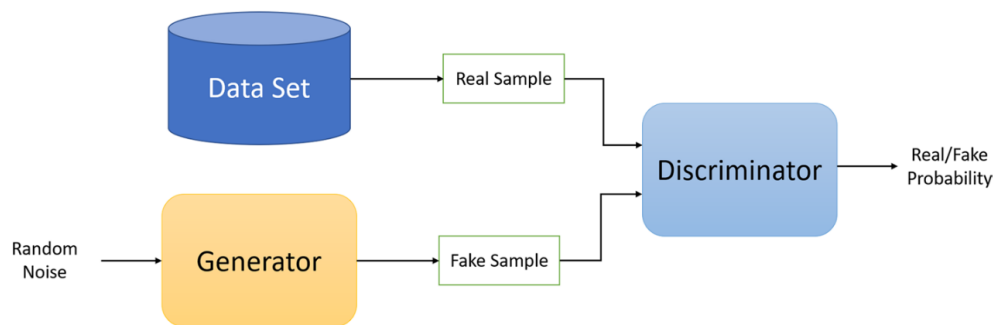 Data Set
Real Sample
Discriminator
Real/Fake
Probability
Random
Noise
Generator
Fake Sample